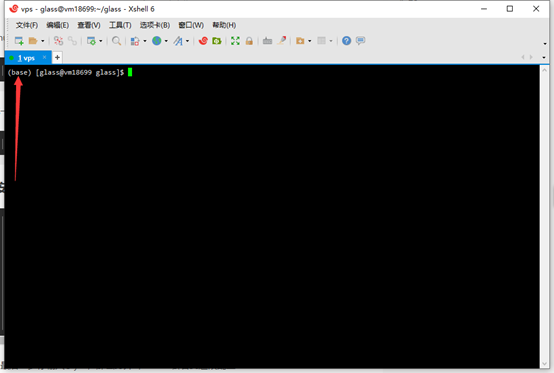 vps - glass@vm18699:~/glass - Xshell 6
文件(F) 编辑(E) 查看(V) 工具(T) 选项卡(B) 窗口(W) 帮助(H)
1 vps
(base) [glass@vm18699 glass]$